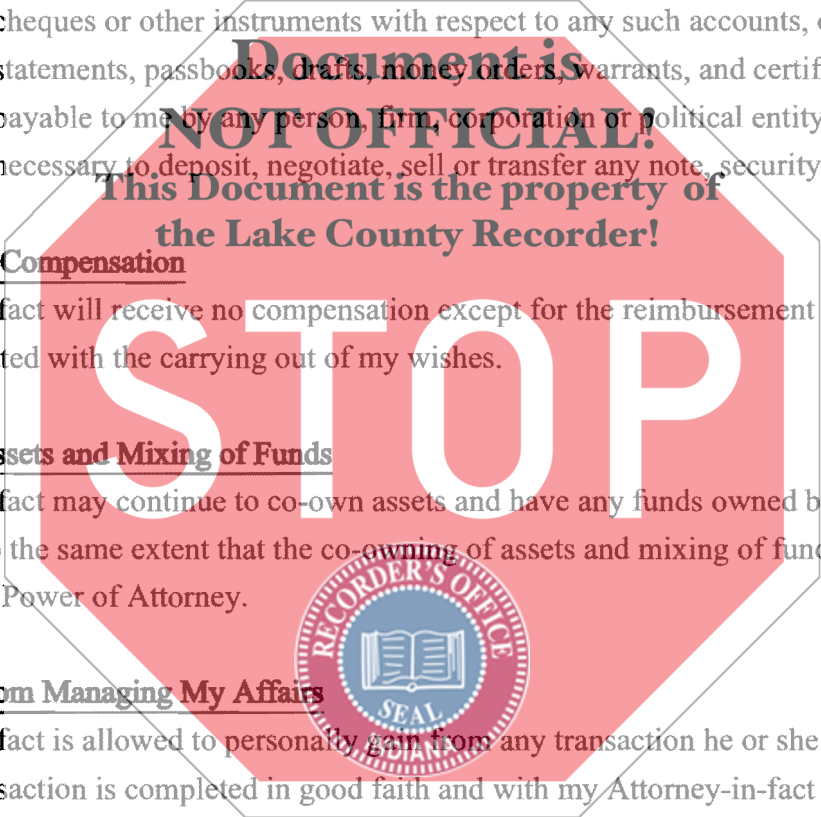 cheques or other instruments with respect to any such accounts,
Document is
statements, passbooks, drafts, money orders, warrants, and certif
NOT OFFICIAL!
payable to me by any person, firm, corporation or political entity
necessary to deposit, negotiate, sell or transfer any note, security
This Document is the property of
the Lake County Recorder!
Compensation
fact will receive no compensation except for the reimbursement
ted with the carrying out of my wishes.
STOP
ssets and Mixing of Funds
fact may continue to co-own assets and have any funds owned b
the same extent that the co-owning of assets and mixing of fund
Power of Attorney.
RECORDER'S OFFICE
SEAL
INDIANA
om Managing My Affairs
fact is allowed to personally gain from any transaction he or she
saction is completed in good faith and with my Attorney-in-fact